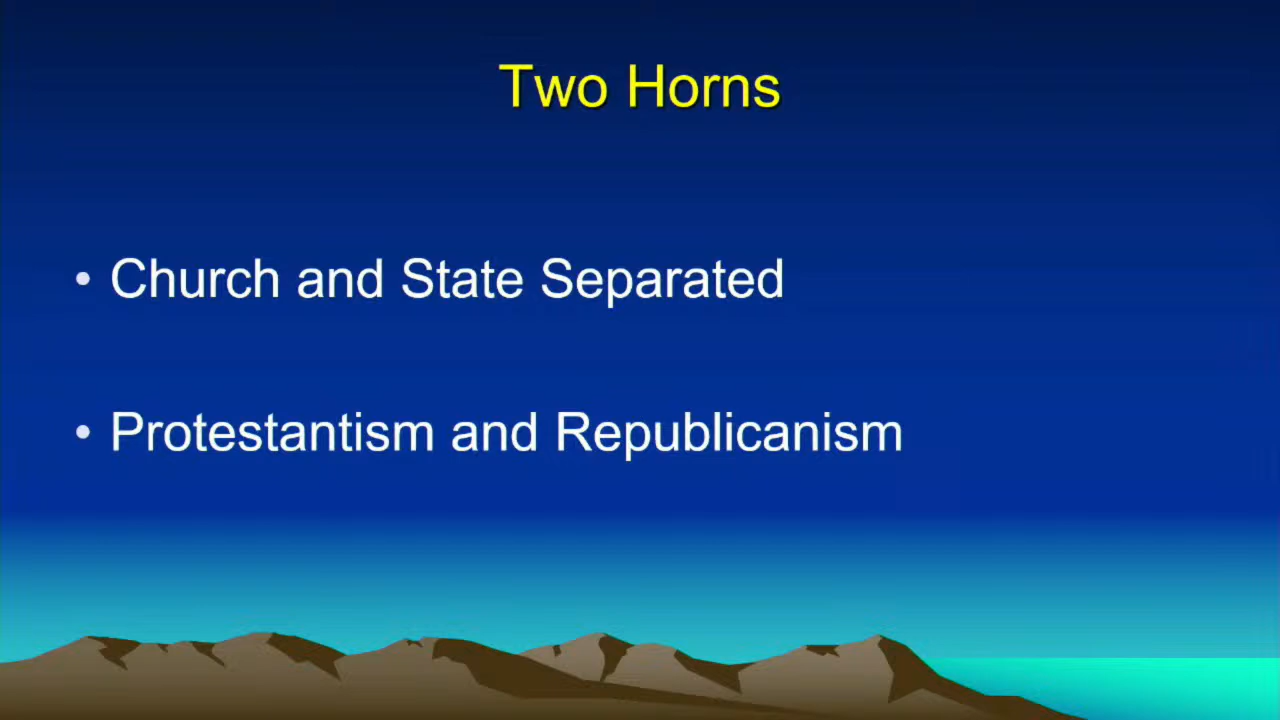 Two Horns
• Church and State Separated
• Protestantism and Republicanism